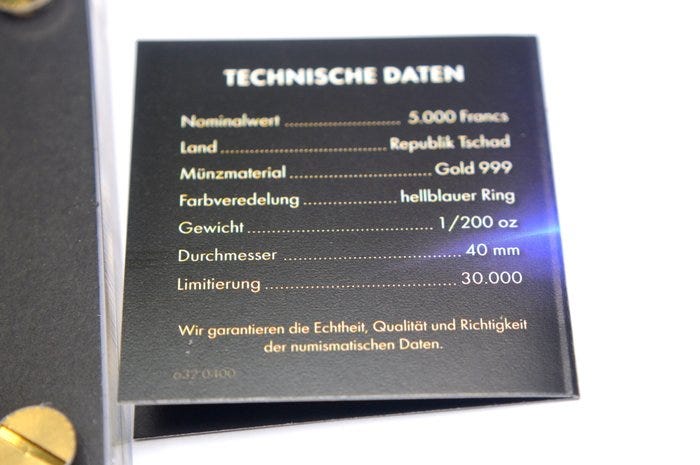 TECHNISCHE DATEN
Nominalwert ........................... 5.000 Francs
Land ....................................... Republik Tschad
Münzmaterial ................................. Gold 999
Farbveredelung ..................... hellblauer Ring
Gewicht .......................................... 1/200 oz
Durchmesser ....................................... 40 mm
Limitierung ........................................ 30.000
Wir garantieren die Echtheit, Qualität und Richtigkeit
der numismatischen Daten.
632 0400